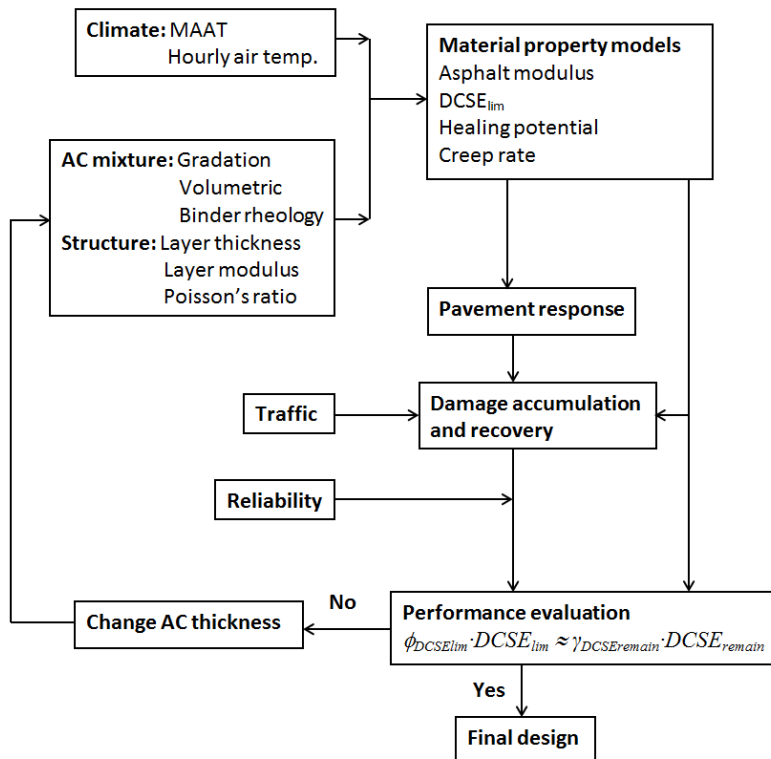 Climate: MAAT
Hourly air temp.
Material property models
Asphalt modulus
DCSElim
Healing potential
Creep rate
AC mixture: Gradation
Volumetric
Binder rheology
Structure: Layer thickness
Layer modulus
Poisson's ratio
Pavement response
Traffic
Damage accumulation
and recovery
Reliability
Change AC thickness
No
Performance evaluation
ϕDCSElim·DCSElim ≈ γDCSEremain·DCSEremain
Yes
Final design